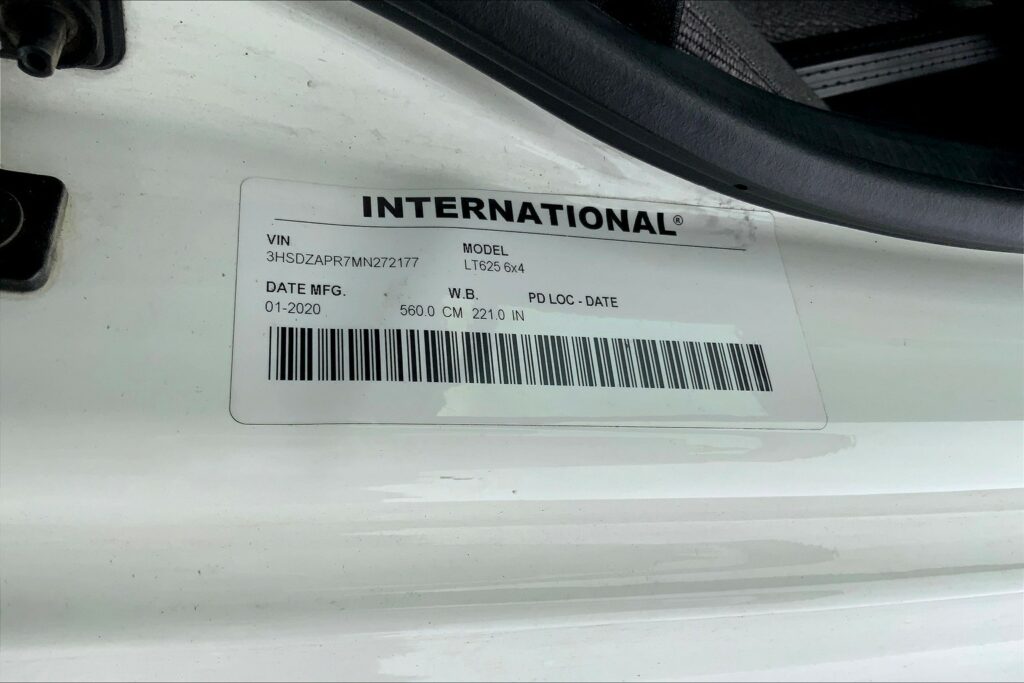 INTERNATIONAL®
VIN MODEL
3HSDZAPR7MN272177 LT625 6x4
DATE MFG. W.B. PD LOC - DATE
01-2020 560.0 CM 221.0 IN